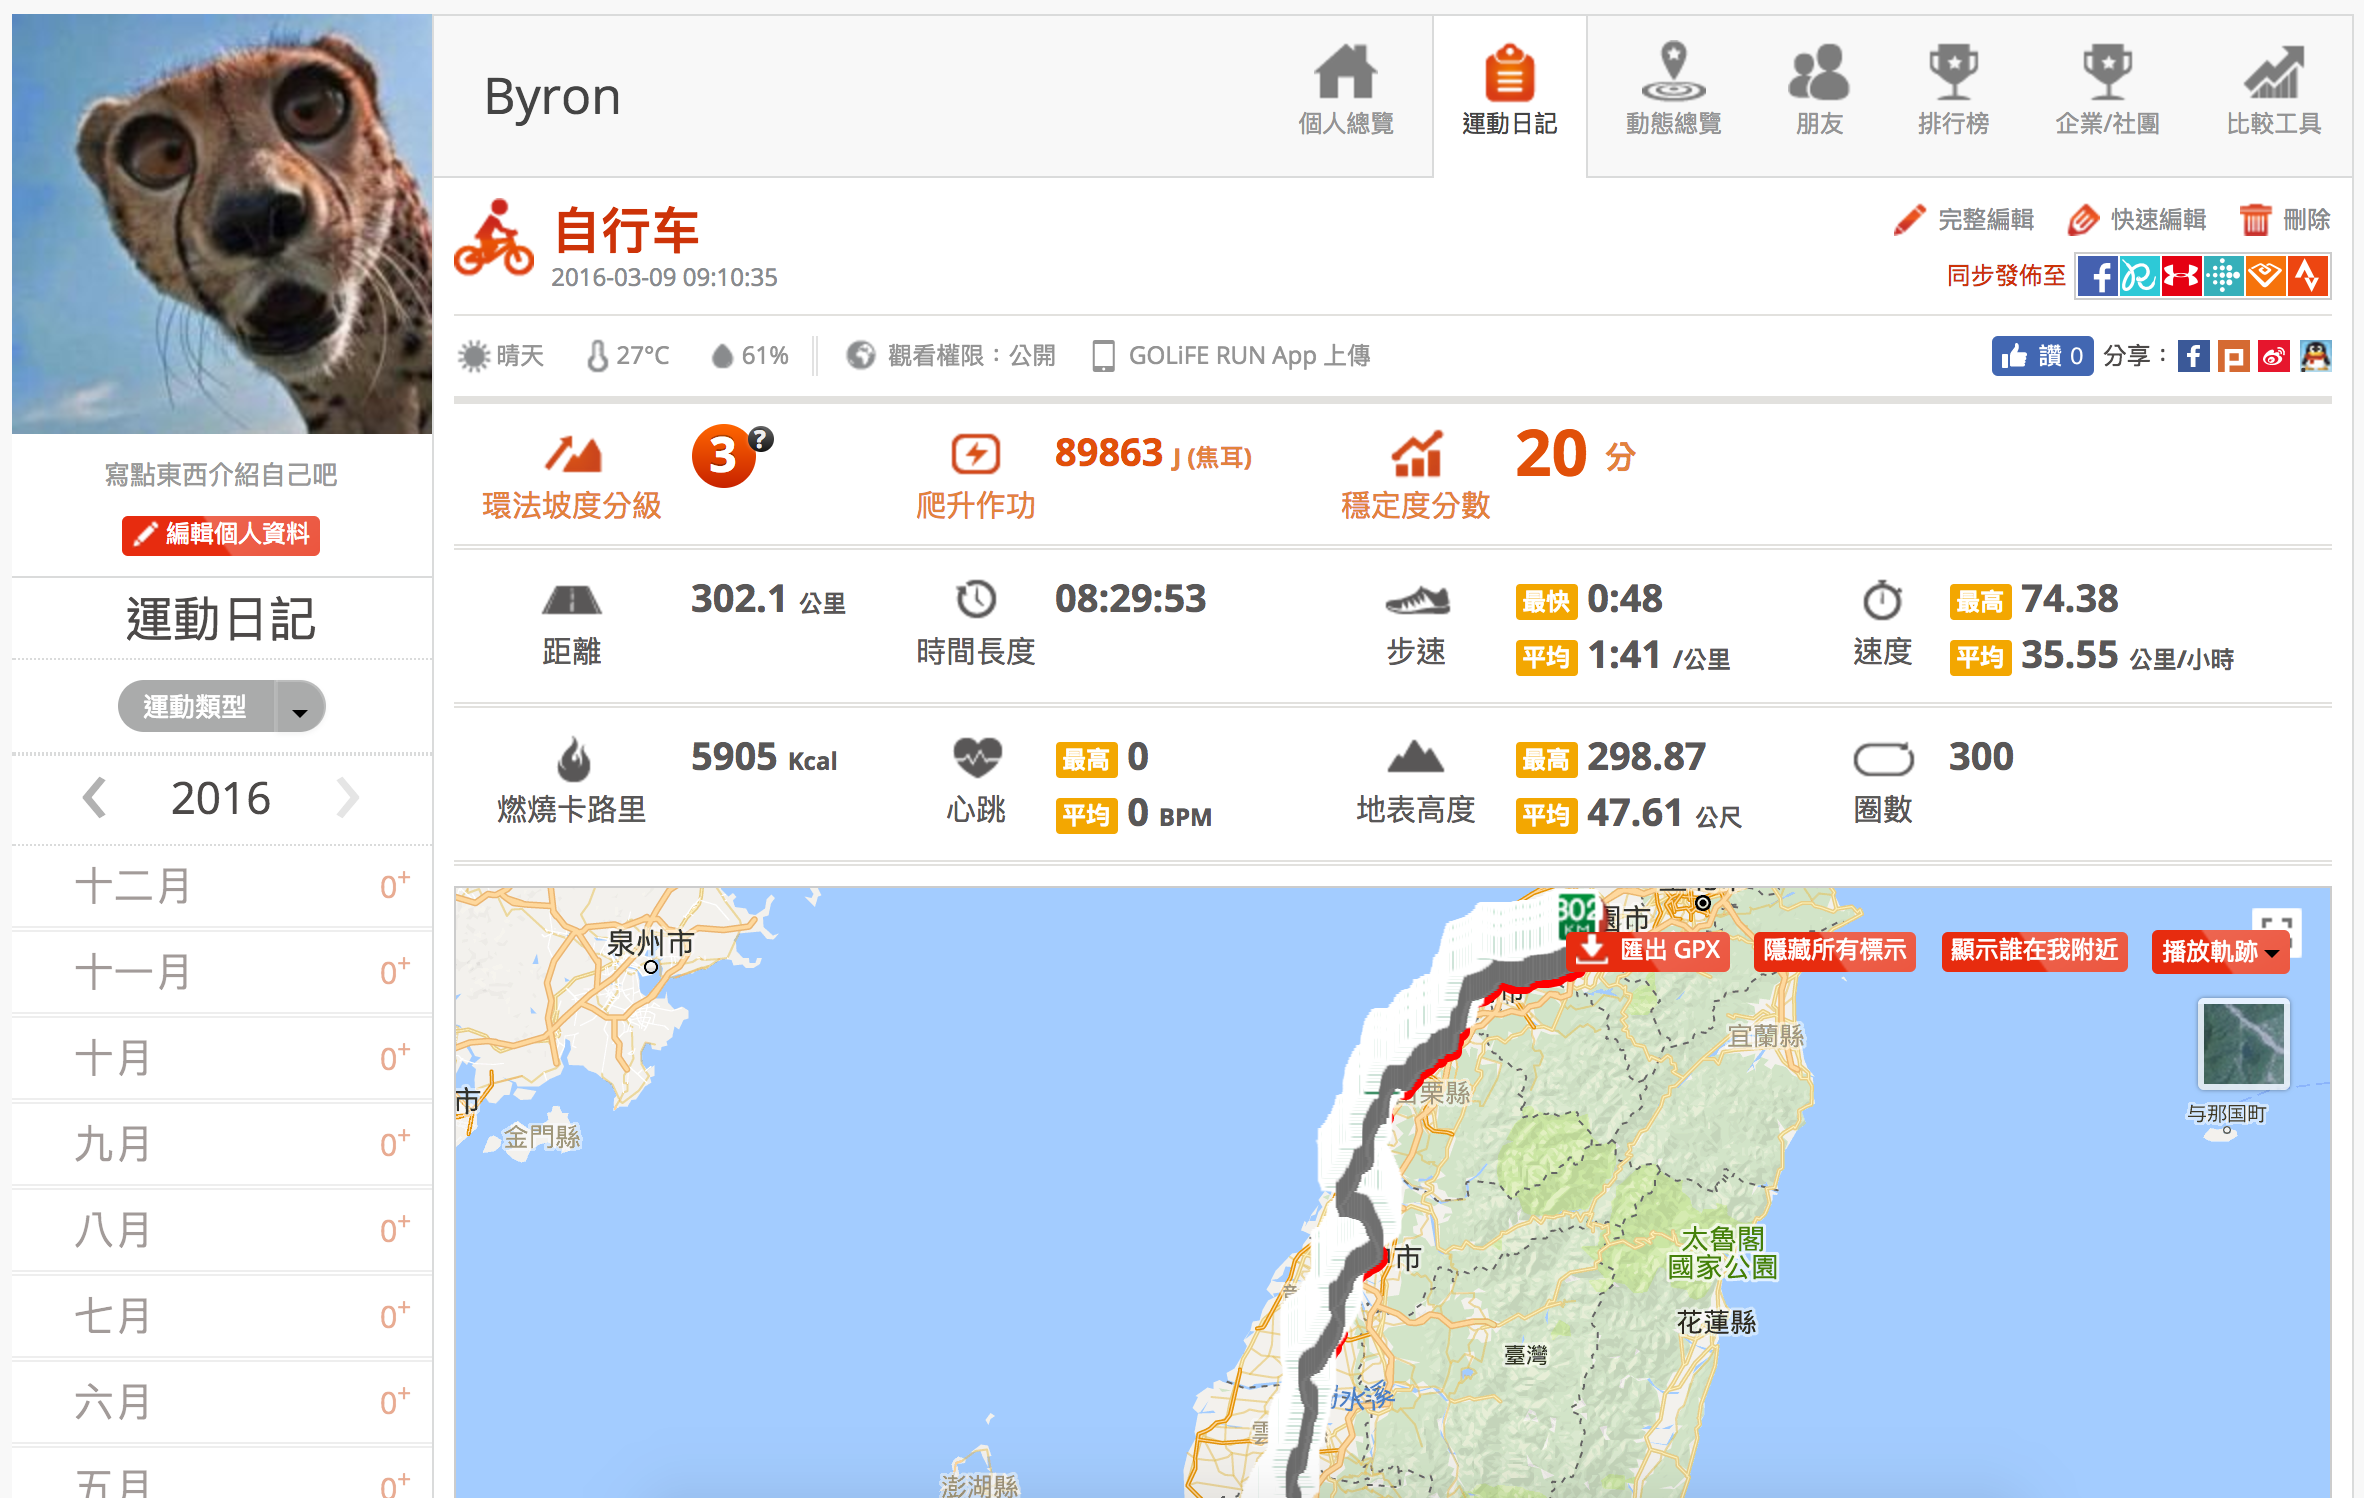 Byron
個人總覽
運動日記
動態總覽
朋友
排行榜
企業/社團
比較工具
自行车
2016-03-09 09:10:35
完整編輯
快速編輯
刪除
同步發佈至
晴天
27°C
61%
觀看權限：公開
GOLiFE RUN App 上傳
讚 0
分享：
環法坡度分級
3
?
爬升作功
89863 J (焦耳)
穩定度分數
20 分
距離
302.1 公里
時間長度
08:29:53
步速
最快 0:48
平均 1:41 /公里
速度
最高 74.38
平均 35.55 公里/小時
燃燒卡路里
5905 Kcal
心跳
最高 0
平均 0 BPM
地表高度
最高 298.87
平均 47.61 公尺
圈數
300
寫點東西介紹自己吧
編輯個人資料
運動日記
運動類型
2016
十二月 0+
十一月 0+
十月 0+
九月 0+
八月 0+
七月 0+
六月 0+
五月 0+
302
KM
園市
匯出 GPX
隱藏所有標示
顯示誰在我附近
播放軌跡
泉州市
市
金門縣
市
宜蘭縣
栗縣
与那国町
市
太魯閣
國家公園
花蓮縣
臺灣
水溪
雲
澎湖縣